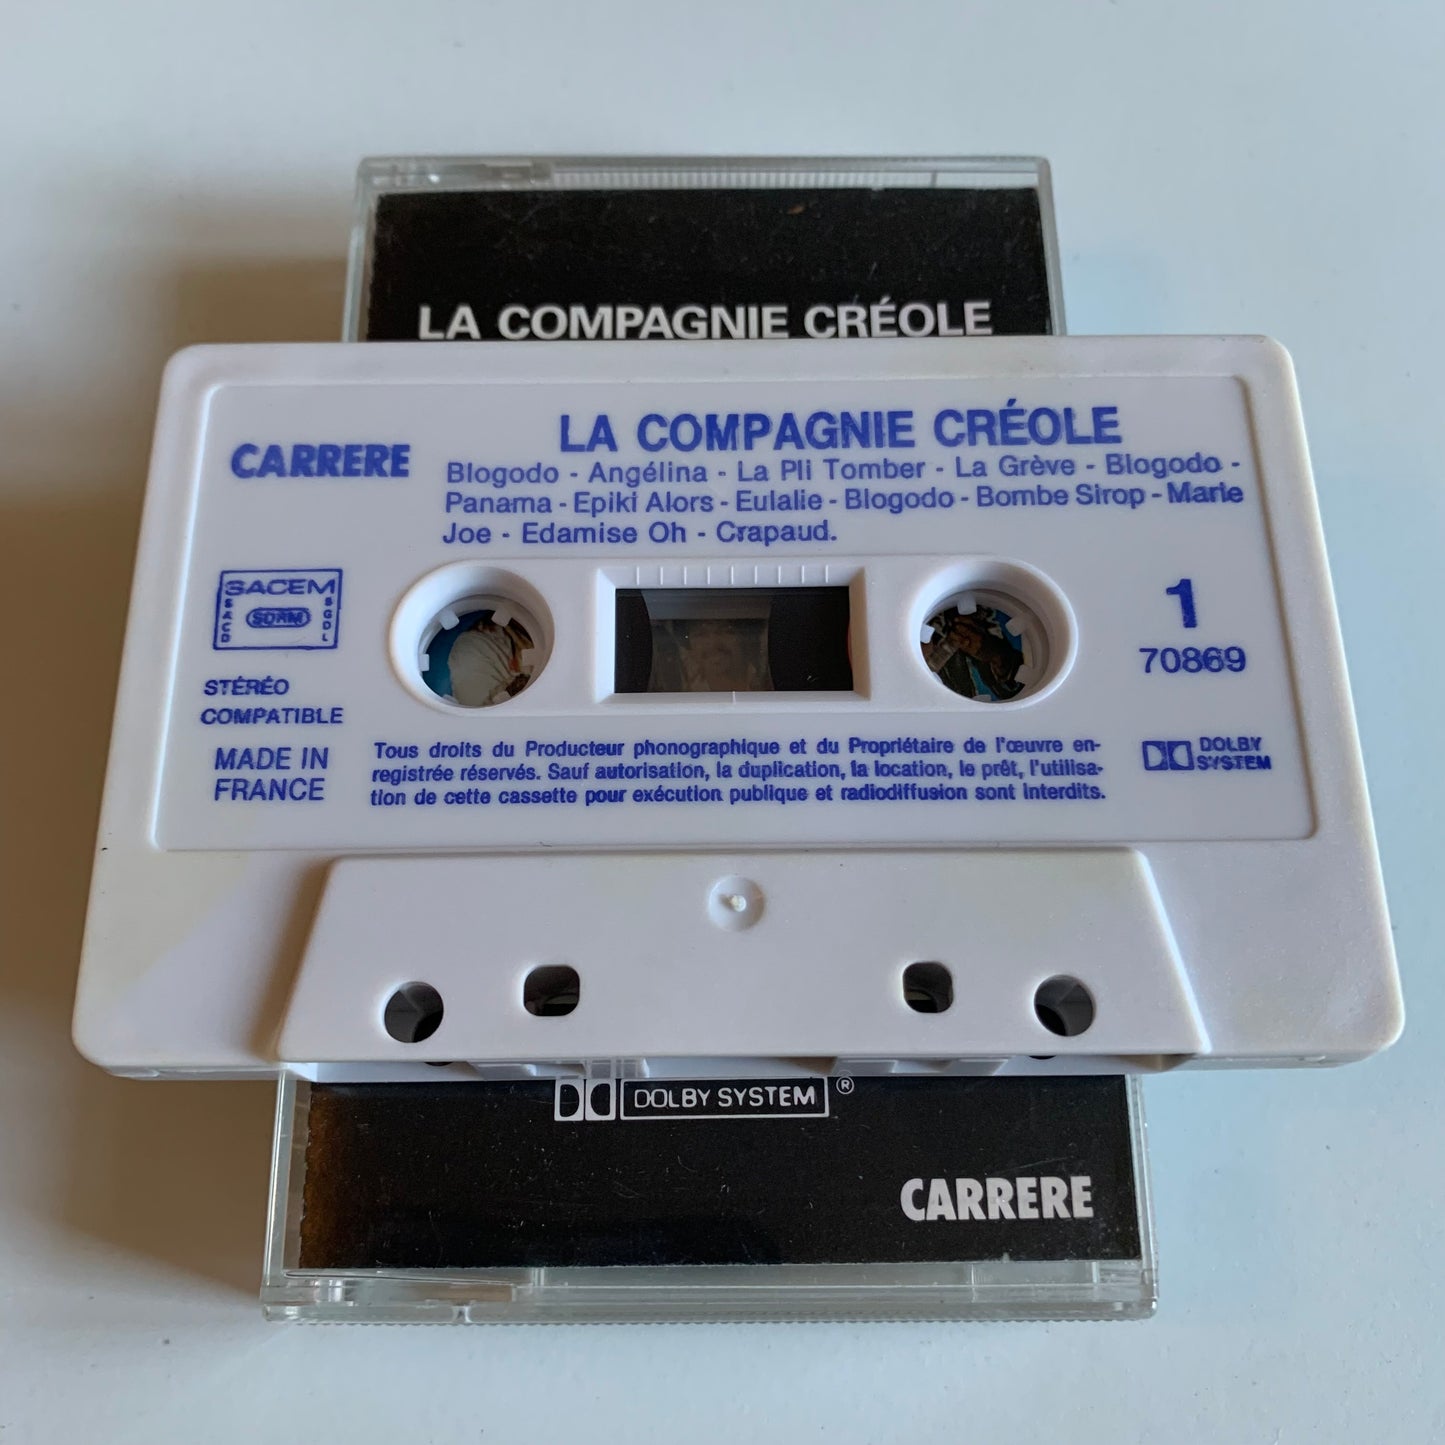 LA COMPAGNIE CRÉOLE
LA COMPAGNIE CRÉOLE
CARRERE
Blogodo - Angélina - La Pli Tomber - La Grève - Blogodo -
Panama - Epiki Alors - Eulalie - Blogodo - Bombe Sirop - Marie
Joe - Edamise Oh - Crapaud.
SACEM
SACD
SDRM
SGDL
1
70869
STÉRÉO
COMPATIBLE
MADE IN
FRANCE
Tous droits du Producteur phonographique et du Propriétaire de l'œuvre en-
registrée réservés. Sauf autorisation, la duplication, la location, le prêt, l'utilisa-
tion de cette cassette pour exécution publique et radiodiffusion sont interdits.
DOLBY
SYSTEM
DOLBY SYSTEM ®
CARRERE